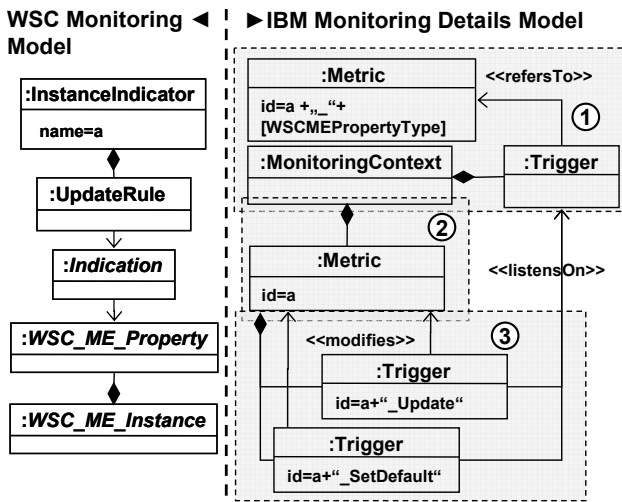 WSC Monitoring ◄
Model
►IBM Monitoring Details Model
:InstanceIndicator
name=a
:UpdateRule
:Indication
:WSC_ME_Property
:WSC_ME_Instance
:Metric
id=a +„_“+
[WSCMEPropertyType]
<<refersTo>>
1
:MonitoringContext
:Trigger
2
:Metric
id=a
<<listensOn>>
<<modifies>>
3
:Trigger
id=a+“_Update“
:Trigger
id=a+“_SetDefault“